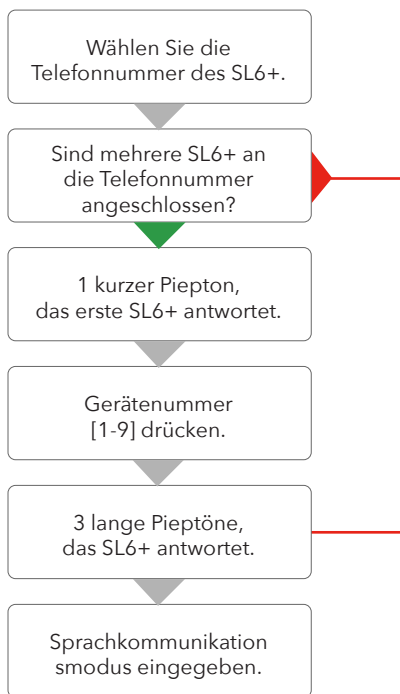 Wählen Sie die
Telefonnummer des SL6+.
Sind mehrere SL6+ an
die Telefonnummer
angeschlossen?
1 kurzer Piepton,
das erste SL6+ antwortet.
Gerätenummer
[1-9] drücken.
3 lange Pieptöne,
das SL6+ antwortet.
Sprachkommunikation
smodus eingegeben.